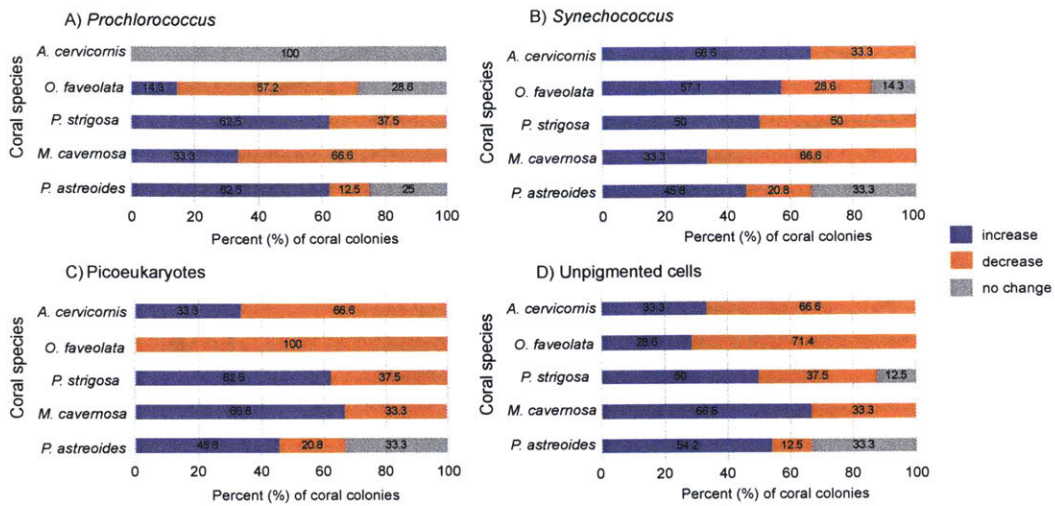 A) Prochlorococcus
Coral species
A. cervicornis 100
O. faveolata 14.3 57.2 28.6
P. strigosa 62.5 37.5
M. cavernosa 33.3 66.6
P. astreoides 62.5 12.5 25
0 20 40 60 80 100
Percent (%) of coral colonies
B) Synechococcus
Coral species
A. cervicornis 66.6 33.3
O. faveolata 57.1 28.6 14.3
P. strigosa 50 50
M. cavernosa 33.3 66.6
P. astreoides 45.8 20.8 33.3
0 20 40 60 80 100
Percent (%) of coral colonies
increase
decrease
no change
C) Picoeukaryotes
Coral species
A. cervicornis 33.3 66.6
O. faveolata 100
P. strigosa 62.5 37.5
M. cavernosa 66.6 33.3
P. astreoides 45.8 20.8 33.3
0 20 40 60 80 100
Percent (%) of coral colonies
D) Unpigmented cells
Coral species
A. cervicornis 33.3 66.6
O. faveolata 28.6 71.4
P. strigosa 50 37.5 12.5
M. cavernosa 66.6 33.3
P. astreoides 54.2 12.5 33.3
0 20 40 60 80 100
Percent (%) of coral colonies